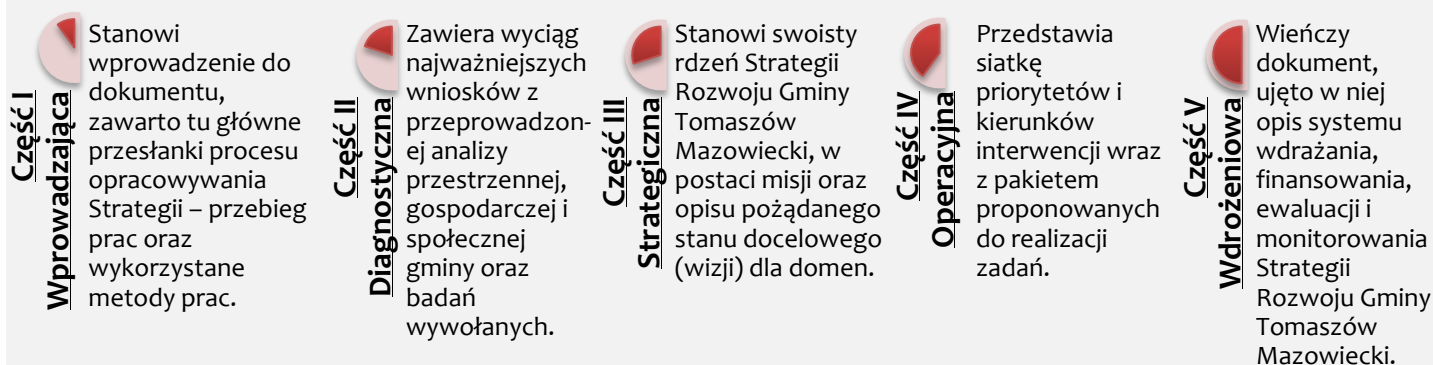 Część I
Wprowadzająca
Stanowi
wprowadzenie do
dokumentu,
zawarto tu główne
przesłanki procesu
opracowywania
Strategii – przebieg
prac oraz
wykorzystane
metody prac.
Część II
Diagnostyczna
Zawiera wyciąg
najważniejszych
wniosków z
przeprowadzon-
ej analizy
przestrzennej,
gospodarczej i
społecznej
gminy oraz
badań
wywołanych.
Część III
Strategiczna
Stanowi swoisty
rdzeń Strategii
Rozwoju Gminy
Tomaszów
Mazowiecki, w
postaci misji oraz
opisu pożądanego
stanu docelowego
(wizji) dla domen.
Część IV
Operacyjna
Przedstawia
siatkę
priorytetów i
kierunków
interwencji wraz
z pakietem
proponowanych
do realizacji
zadań.
Część V
Wdrożeniowa
Wieńczy
dokument,
ujęto w niej
opis systemu
wdrażania,
finansowania,
ewaluacji i
monitorowania
Strategii
Rozwoju Gminy
Tomaszów
Mazowiecki.